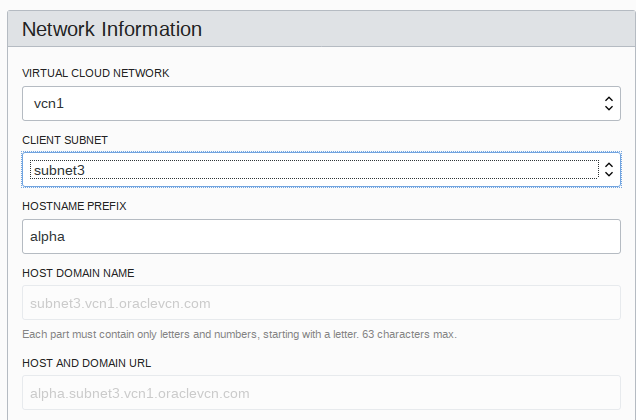 Network Information
VIRTUAL CLOUD NETWORK
vcn1
CLIENT SUBNET
subnet3
HOSTNAME PREFIX
alpha
HOST DOMAIN NAME
subnet3.vcn1.oraclevcn.com
Each part must contain only letters and numbers, starting with a letter. 63 characters max.
HOST AND DOMAIN URL
alpha.subnet3.vcn1.oraclevcn.com